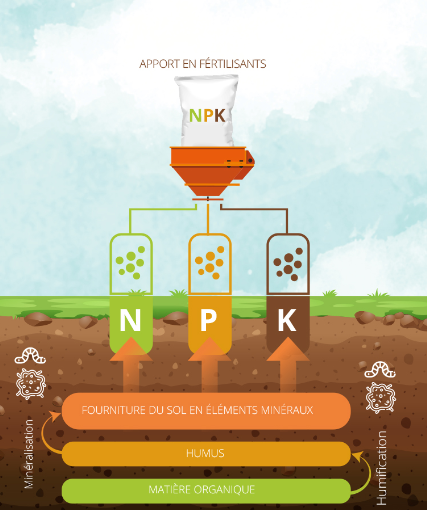 APPORT EN FÉRTILISANTS
NPK
N P K
FOURNITURE DU SOL EN ÉLÉMENTS MINÉRAUX
Minéralisation
HUMUS
Humification
MATIÈRE ORGANIQUE